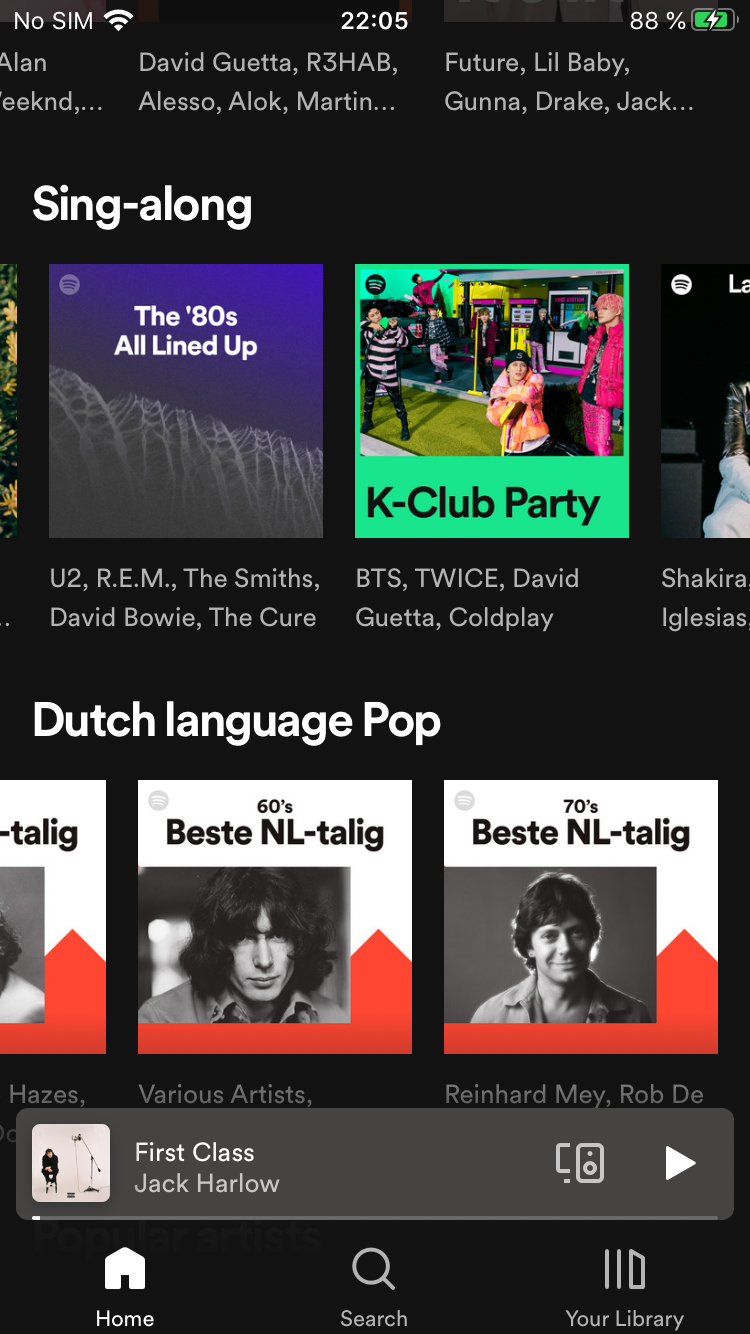 No SIM 22:05 88 %
Alan
eeknd,...
David Guetta, R3HAB,
Alesso, Alok, Martin...
Future, Lil Baby,
Gunna, Drake, Jack...
Sing-along
The '80s
All Lined Up
K-Club Party
La
U2, R.E.M., The Smiths,
David Bowie, The Cure
BTS, TWICE, David
Guetta, Coldplay
Shakira,
Iglesias,
Dutch language Pop
-talig
60's
Beste NL-talig
70's
Beste NL-talig
Hazes,
Various Artists,
Reinhard Mey, Rob De
First Class
Jack Harlow
Popular artists
Home
Search
Your Library